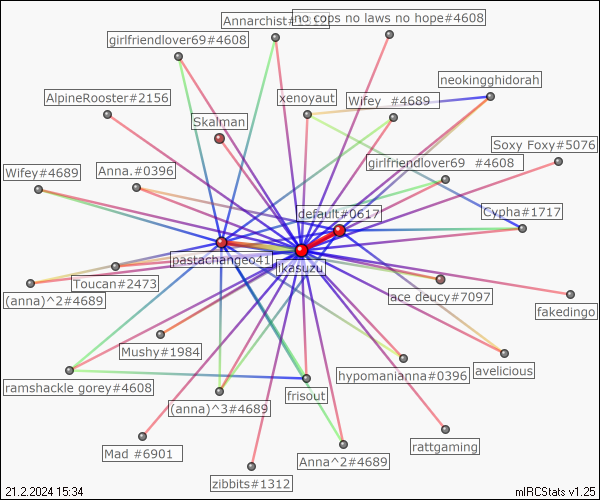 no cops no laws no hope#4608
Annarchist#1312
girlfriendlover69#4608
neokingghidorah
AlpineRooster#2156
xenoyaut
Wifey #4689
Skalman
Soxy Foxy#5076
girlfriendlover69 #4608
Wifey#4689
Anna.#0396
default#0617
Cypha#1717
pastachangeo41
ikasuzu
Toucan#2473
(anna)^2#4689
ace deucy#7097
fakedingo
Mushy#1984
hypomanianna#0396
avelicious
ramshackle gorey#4608
frisout
(anna)^3#4689
Mad #6901
rattgaming
Anna^2#4689
zibbits#1312
21.2.2024 15:34
mIRCStats v1.25